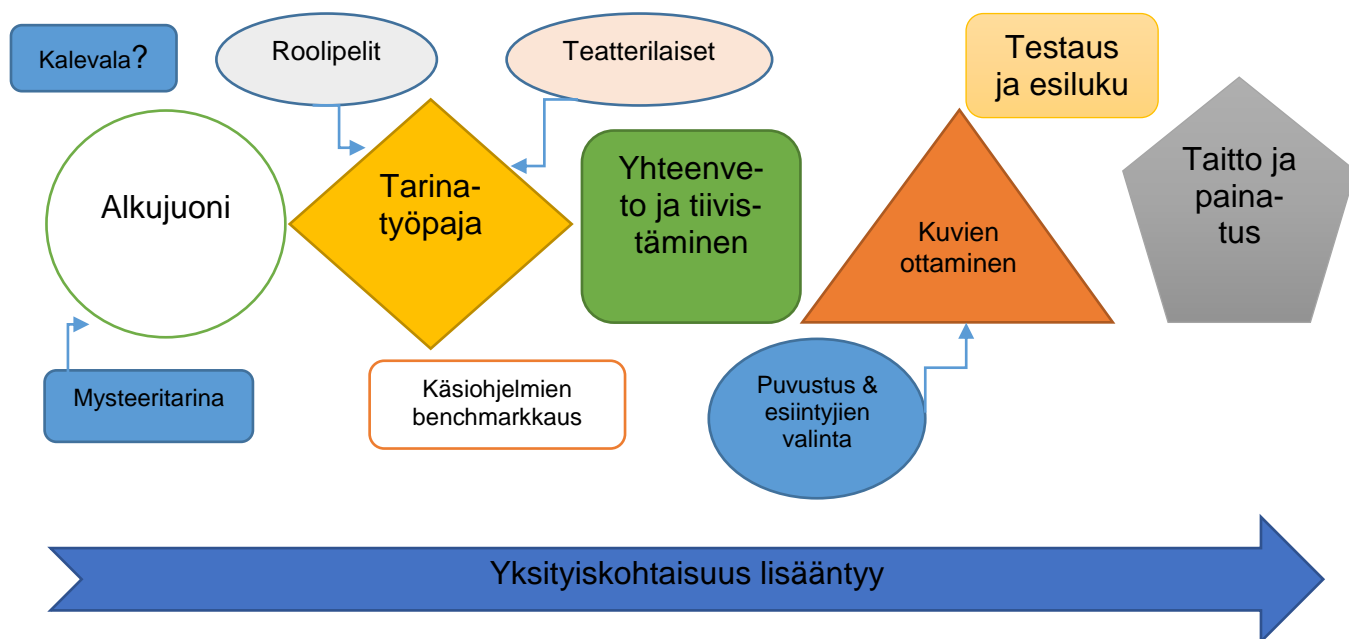 Kalevala?
Roolipelit
Teatterilaiset
Testaus
ja esiluku
Alkujuoni
Tarina-
työpaja
Yhteenve-
to ja tiivis-
täminen
Kuvien
ottaminen
Taitto ja
paina-
tus
Mysteeritarina
Käsiohjelmien
benchmarkkaus
Puvustus &
esiintyjien
valinta
Yksityiskohtaisuus lisääntyy